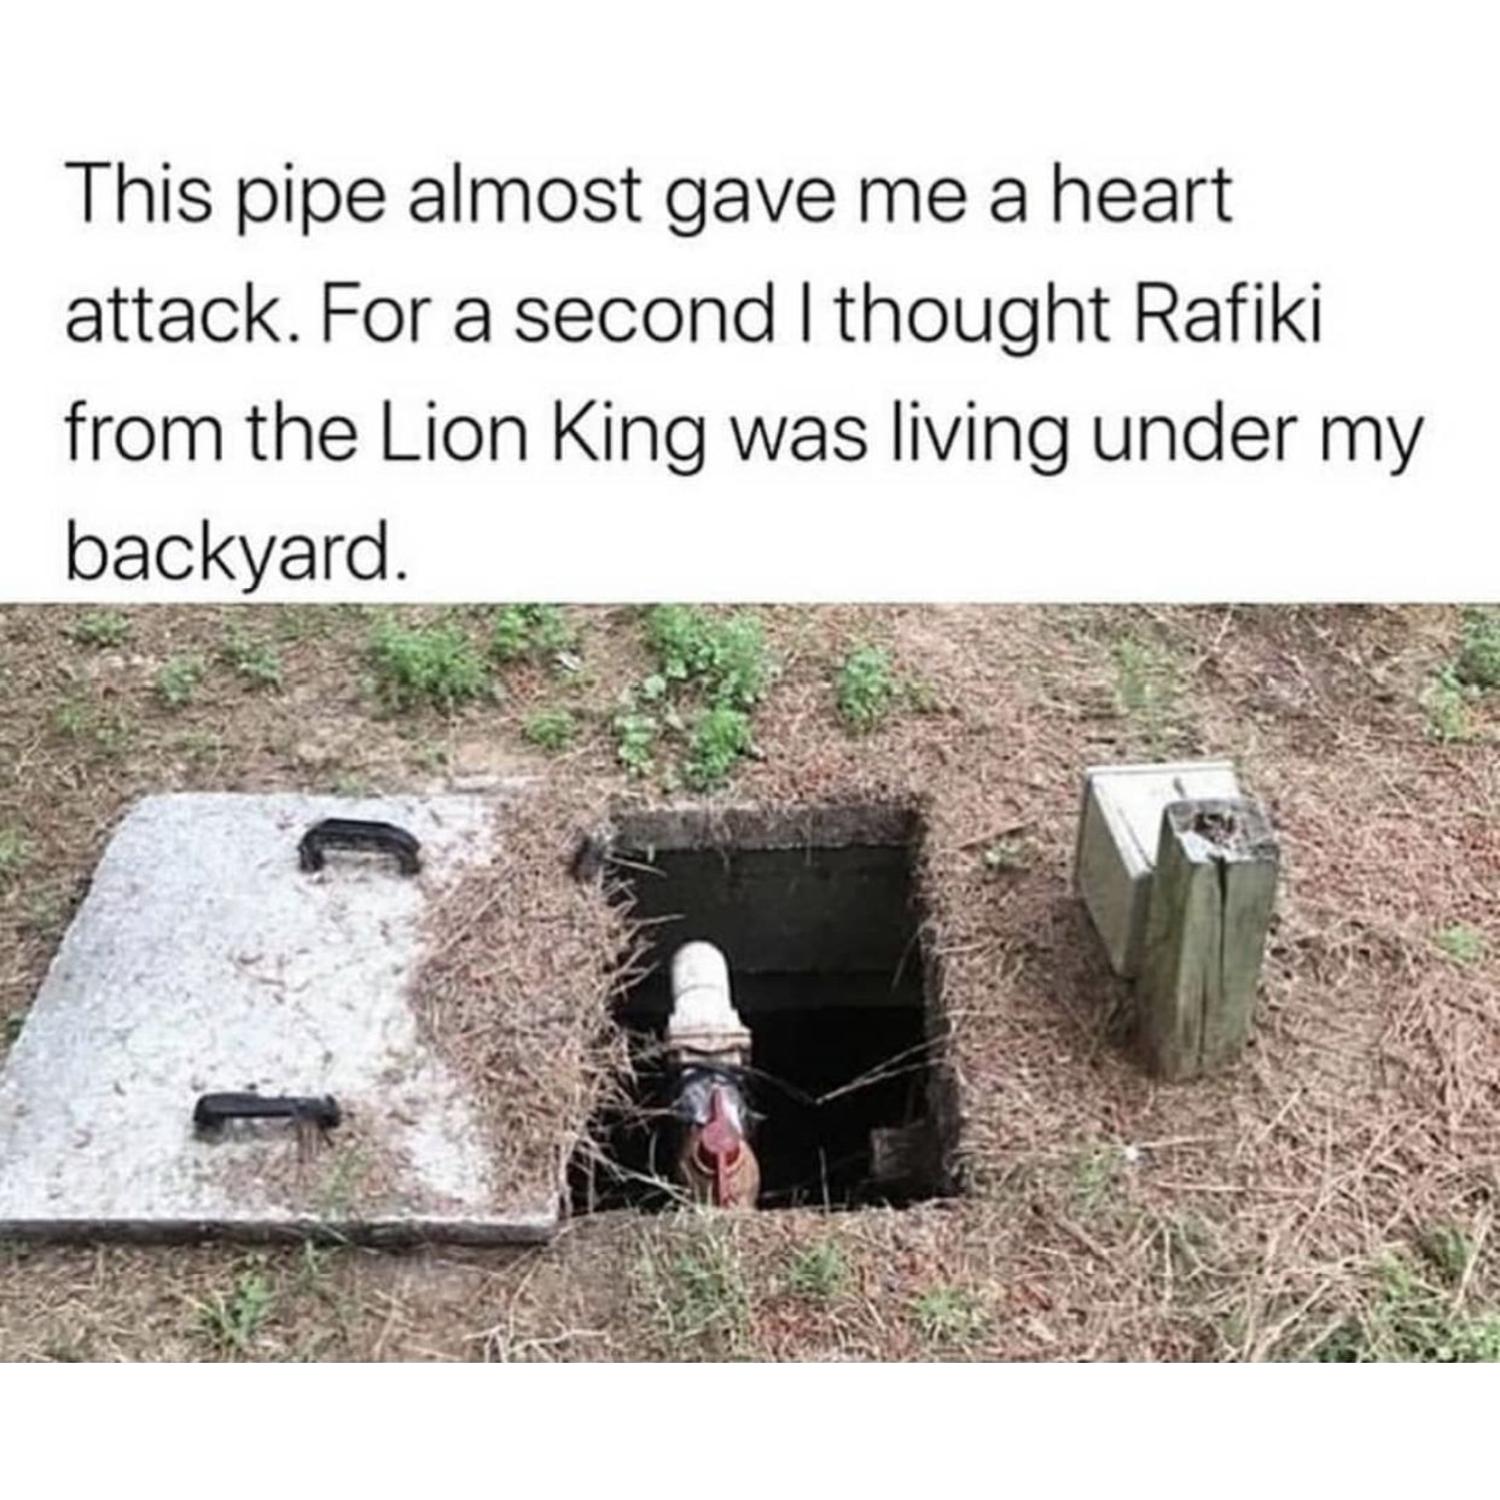 This pipe almost gave me a heart
attack. For a second I thought Rafiki
from the Lion King was living under my
backyard.